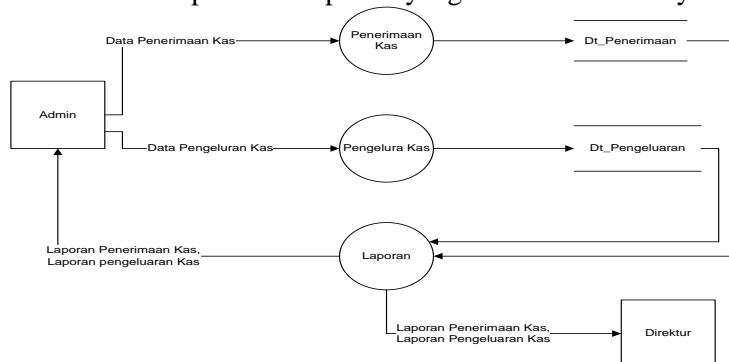 Data Penerimaan Kas
Penerimaan
Kas
Dt_Penerimaan
Admin
Data Pengeluran Kas
Pengelura Kas
Dt_Pengeluaran
Laporan Penerimaan Kas,
Laporan pengeluaran Kas
Laporan
Laporan Penerimaan Kas,
Laporan Pengeluaran Kas
Direktur